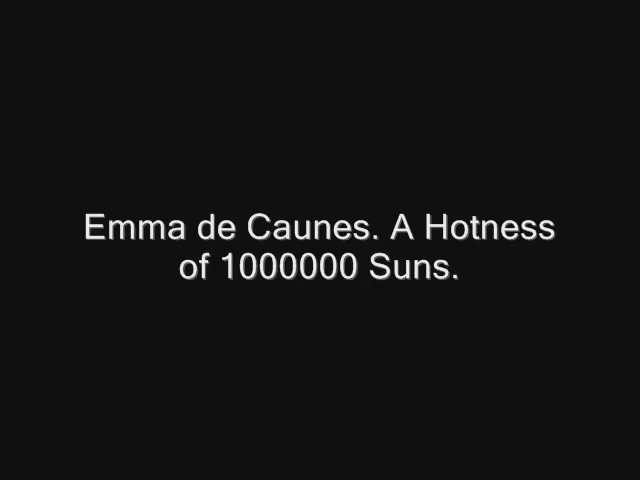 Emma de Caunes. A Hotness
of 1000000 Suns.